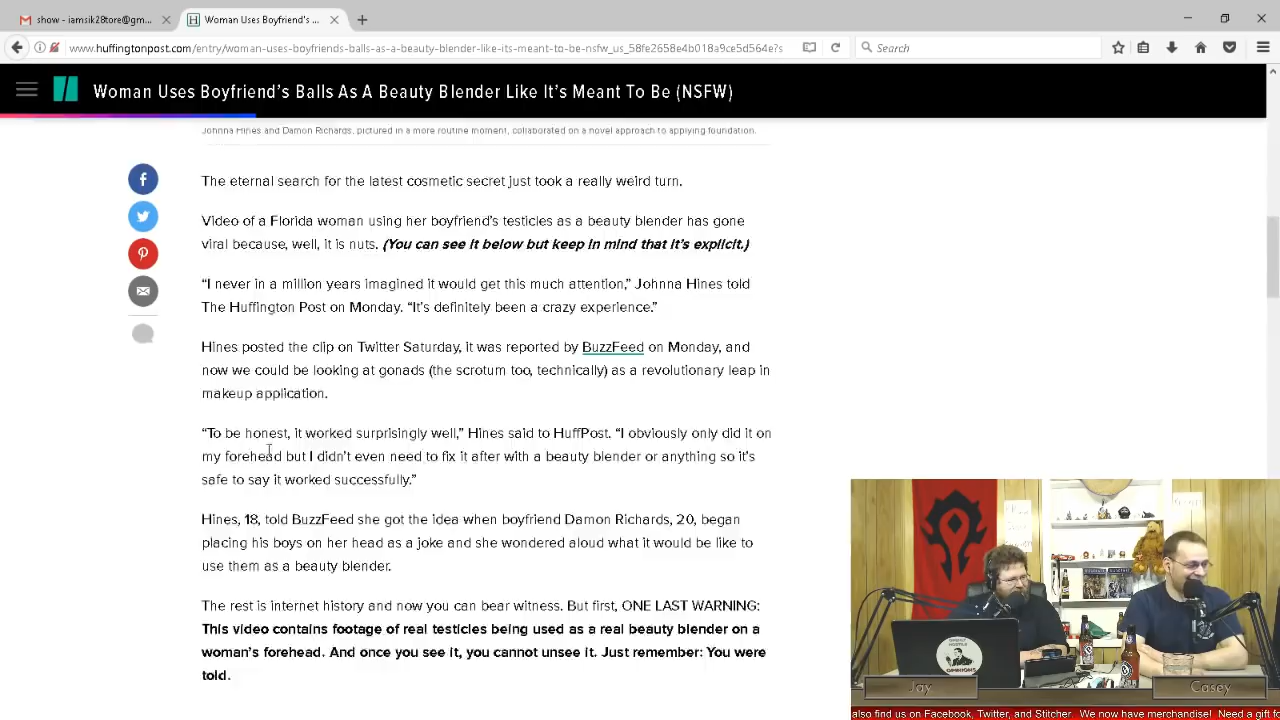 show - iamsik28tore@gm...
Woman Uses Boyfriend's ...
www.huffingtonpost.com/entry/woman-uses-boyfriends-balls-as-a-beauty-blender-like-its-meant-to-be-nsfw_us_58fe2658e4b018a9ce5d564e?s
Search
Woman Uses Boyfriend's Balls As A Beauty Blender Like It's Meant To Be (NSFW)
Johnna Hines and Damon Richards, pictured in a more routine moment, collaborated on a novel approach to applying foundation.
The eternal search for the latest cosmetic secret just took a really weird turn.
Video of a Florida woman using her boyfriend's testicles as a beauty blender has gone
viral because, well, it is nuts. (You can see it below but keep in mind that it's explicit.)
“I never in a million years imagined it would get this much attention,” Johnna Hines told
The Huffington Post on Monday. “It's definitely been a crazy experience.”
Hines posted the clip on Twitter Saturday, it was reported by BuzzFeed on Monday, and
now we could be looking at gonads (the scrotum too, technically) as a revolutionary leap in
makeup application.
“To be honest, it worked surprisingly well,” Hines said to HuffPost. “I obviously only did it on
my forehead but I didn't even need to fix it after with a beauty blender or anything so it's
safe to say it worked successfully.”
Hines, 18, told BuzzFeed she got the idea when boyfriend Damon Richards, 20, began
placing his boys on her head as a joke and she wondered aloud what it would be like to
use them as a beauty blender.
The rest is internet history and now you can bear witness. But first, ONE LAST WARNING:
This video contains footage of real testicles being used as a real beauty blender on a
woman's forehead. And once you see it, you cannot unsee it. Just remember: You were
told.
Jay
Casey
also find us on Facebook, Twitter, and Stitcher. We now have merchandise! Need a gift fo